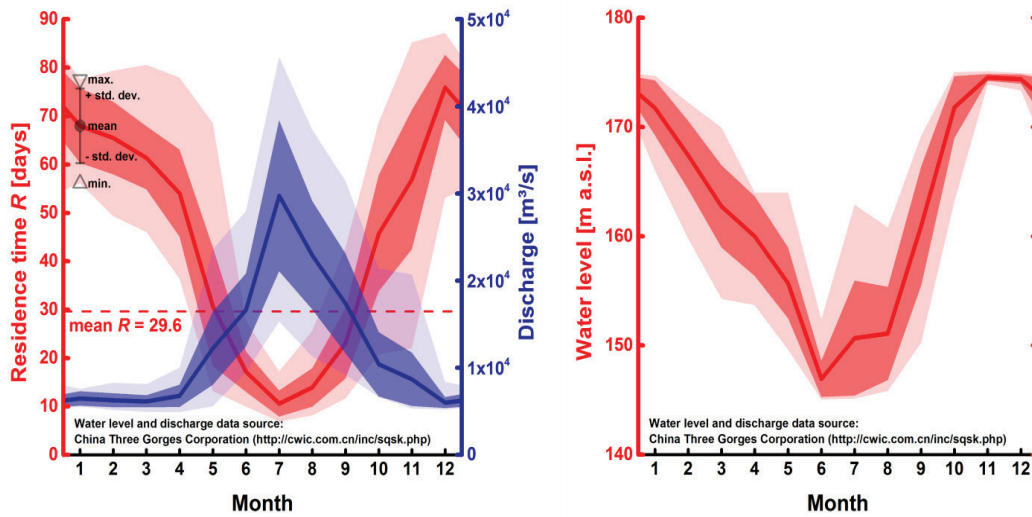 Residence time R [days]
90
80
70
60
50
40
30
20
10
0
max.
+ std. dev.
mean
- std. dev.
min.
mean R = 29.6
Water level and discharge data source:
China Three Gorges Corporation (http://cwic.com.cn/inc/sqsk.php)
1 2 3 4 5 6 7 8 9 10 11 12
Month
5x10⁴
4x10⁴
3x10⁴
2x10⁴
1x10⁴
0
Discharge [m³/s]
Water level [m a.s.l.]
180
170
160
150
140
Water level and discharge data source:
China Three Gorges Corporation (http://cwic.com.cn/inc/sqsk.php)
1 2 3 4 5 6 7 8 9 10 11 12
Month